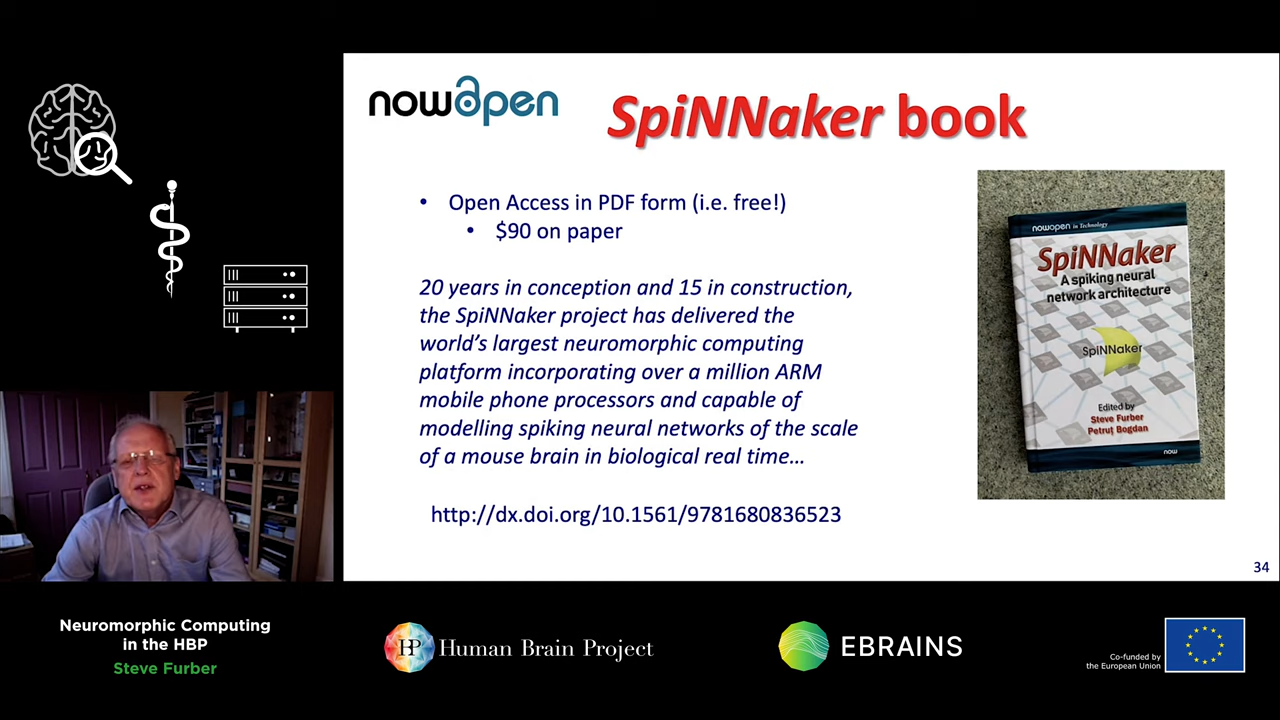 nowopen
SpiNNaker book
• Open Access in PDF form (i.e. free!)
• $90 on paper
20 years in conception and 15 in construction,
the SpiNNaker project has delivered the
world's largest neuromorphic computing
platform incorporating over a million ARM
mobile phone processors and capable of
modelling spiking neural networks of the scale
of a mouse brain in biological real time...
http://dx.doi.org/10.1561/9781680836523
nowopen in Technology
SpiNNaker
A spiking neural
network architecture
SpiNNaker
Edited by
Steve Furber
Petruț Bogdan
now
34
Neuromorphic Computing
in the HBP
Steve Furber
HP Human Brain Project
EBRAINS
Co-funded by
the European Union